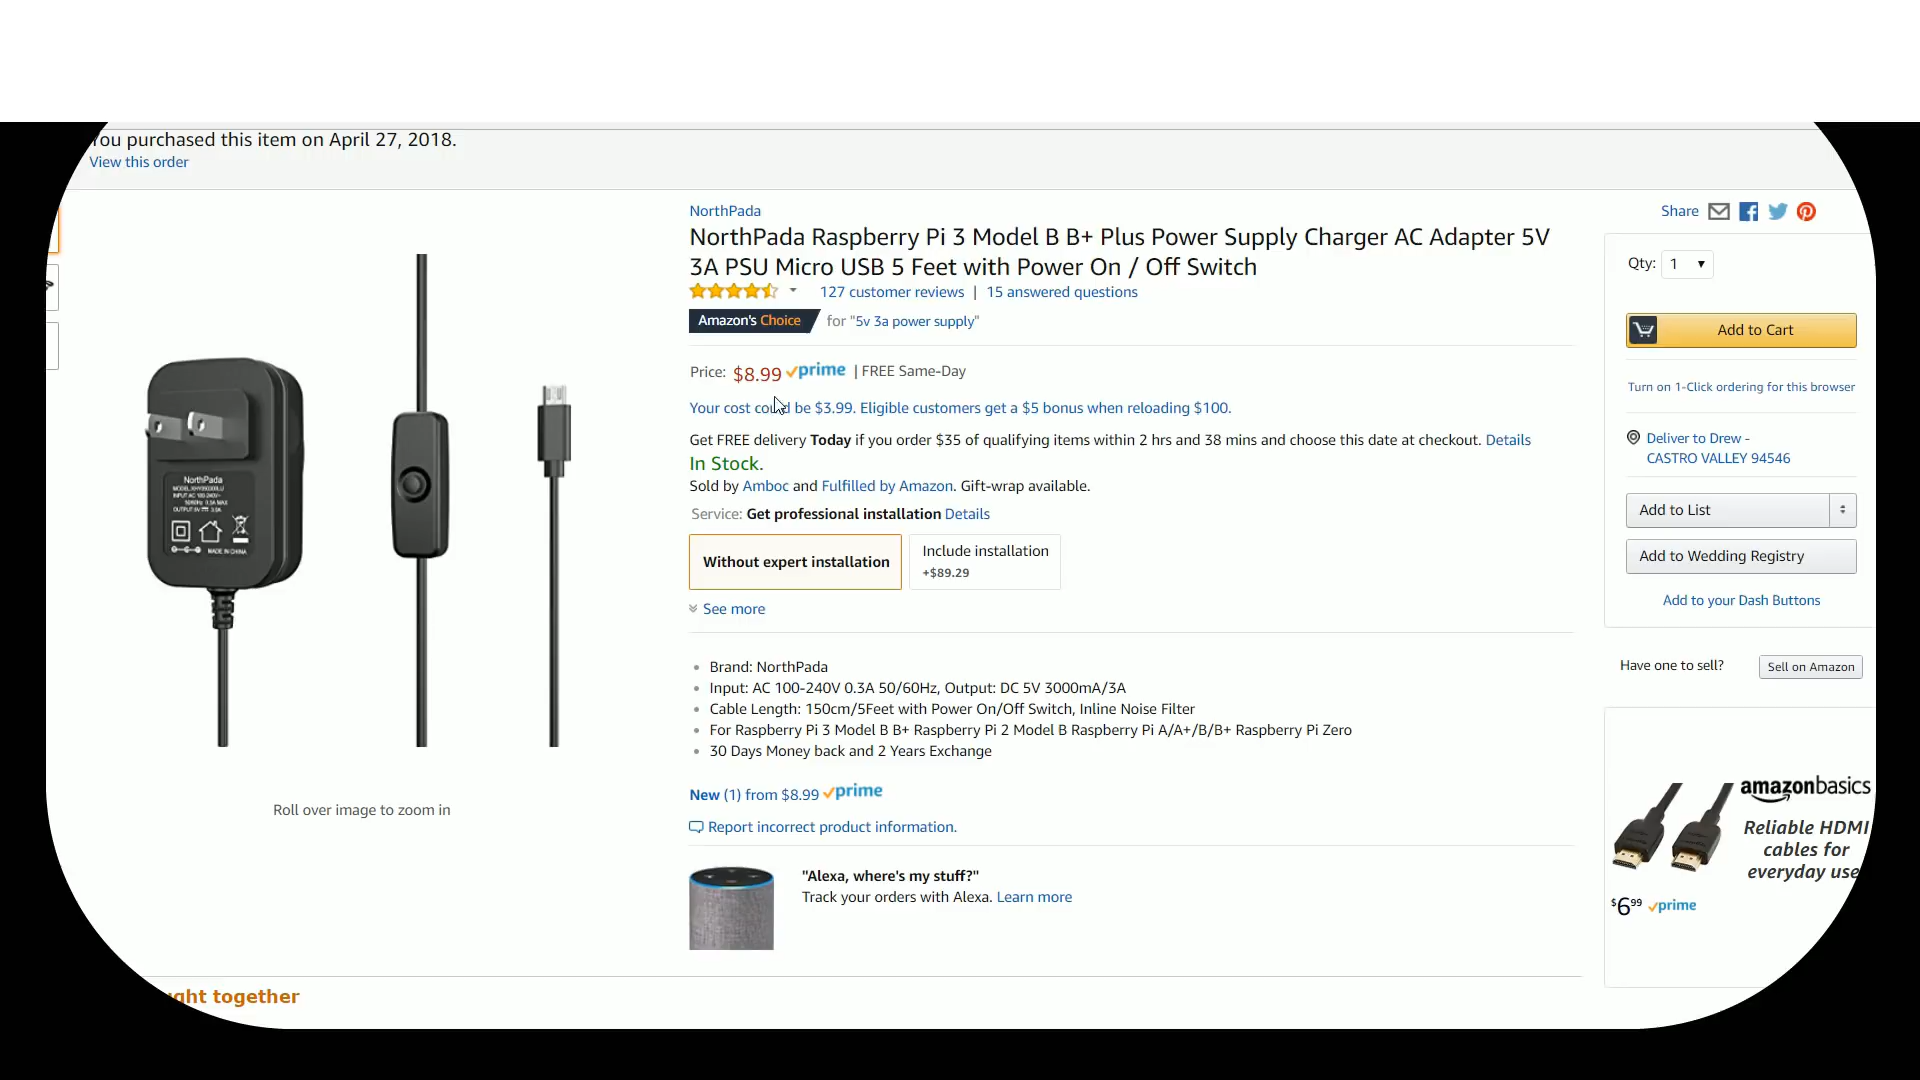 You purchased this item on April 27, 2018.
View this order
NorthPada
NorthPada Raspberry Pi 3 Model B B+ Plus Power Supply Charger AC Adapter 5V
3A PSU Micro USB 5 Feet with Power On / Off Switch
127 customer reviews | 15 answered questions
Amazon's Choice for "5v 3a power supply"
Price: $8.99 prime | FREE Same-Day
Your cost could be $3.99. Eligible customers get a $5 bonus when reloading $100.
Get FREE delivery Today if you order $35 of qualifying items within 2 hrs and 38 mins and choose this date at checkout. Details
In Stock.
Sold by Amboc and Fulfilled by Amazon. Gift-wrap available.
Service: Get professional installation Details
Without expert installation
Include installation
+$89.29
See more
Brand: NorthPada
Input: AC 100-240V 0.3A 50/60Hz, Output: DC 5V 3000mA/3A
Cable Length: 150cm/5Feet with Power On/Off Switch, Inline Noise Filter
For Raspberry Pi 3 Model B B+ Raspberry Pi 2 Model B Raspberry Pi A/A+/B/B+ Raspberry Pi Zero
30 Days Money back and 2 Years Exchange
New (1) from $8.99 prime
Report incorrect product information.
"Alexa, where's my stuff?"
Track your orders with Alexa. Learn more
NorthPada
MADE IN CHINA
Roll over image to zoom in
ght together
Share
Qty: 1
Add to Cart
Turn on 1-Click ordering for this browser
Deliver to Drew -
CASTRO VALLEY 94546
Add to List
Add to Wedding Registry
Add to your Dash Buttons
Have one to sell?
Sell on Amazon
amazonbasics
Reliable HDMI
cables for
everyday use
$6.99 prime